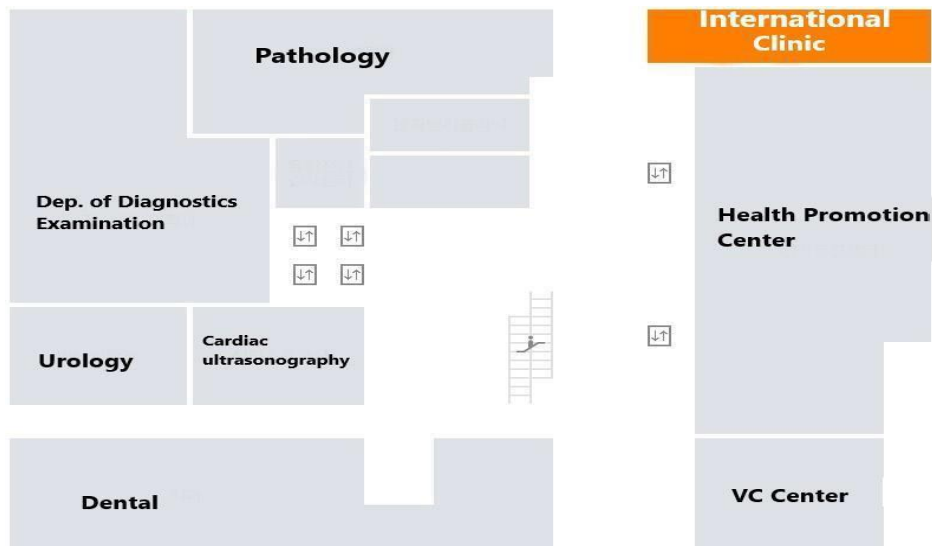 International
Clinic
Pathology
Dep. of Diagnostics
Examination
Health Promotion
Center
Cardiac
ultrasonography
Urology
VC Center
Dental